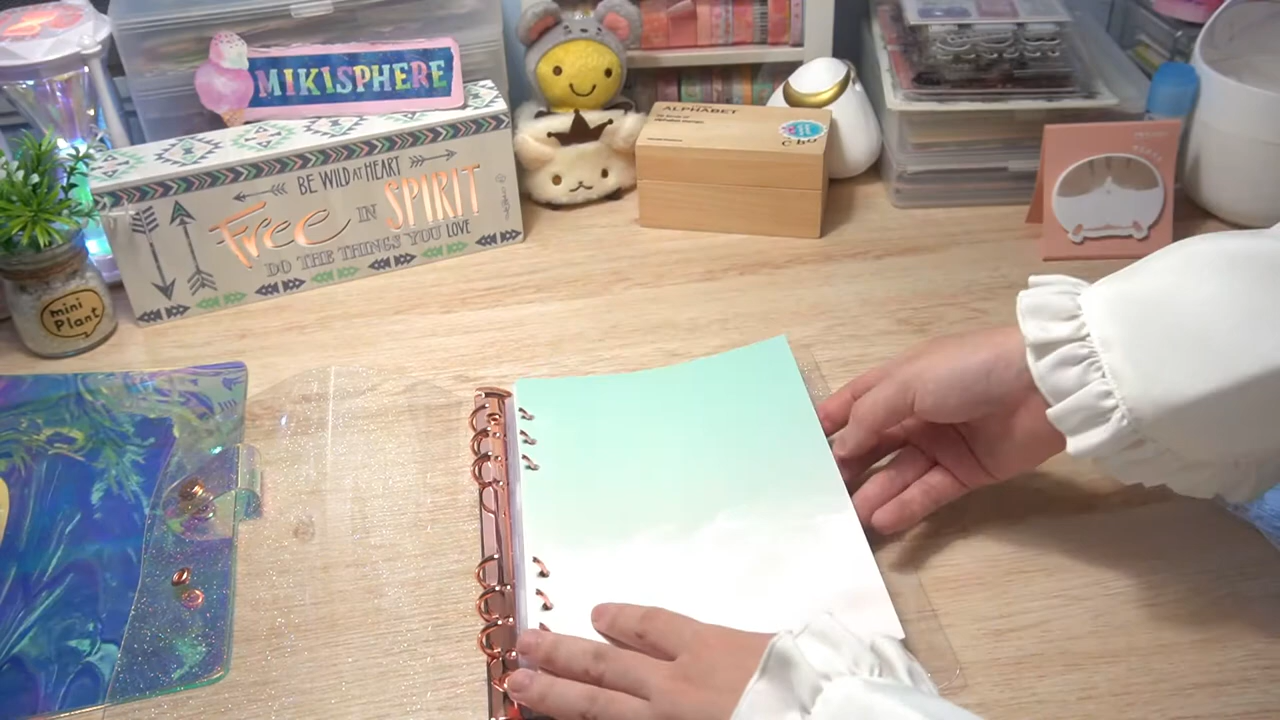 MIKISPHERE
BE WILD AT HEART
Free IN SPIRIT
DO THE THINGS YOU LOVE
ALPHABET
mini
Plant